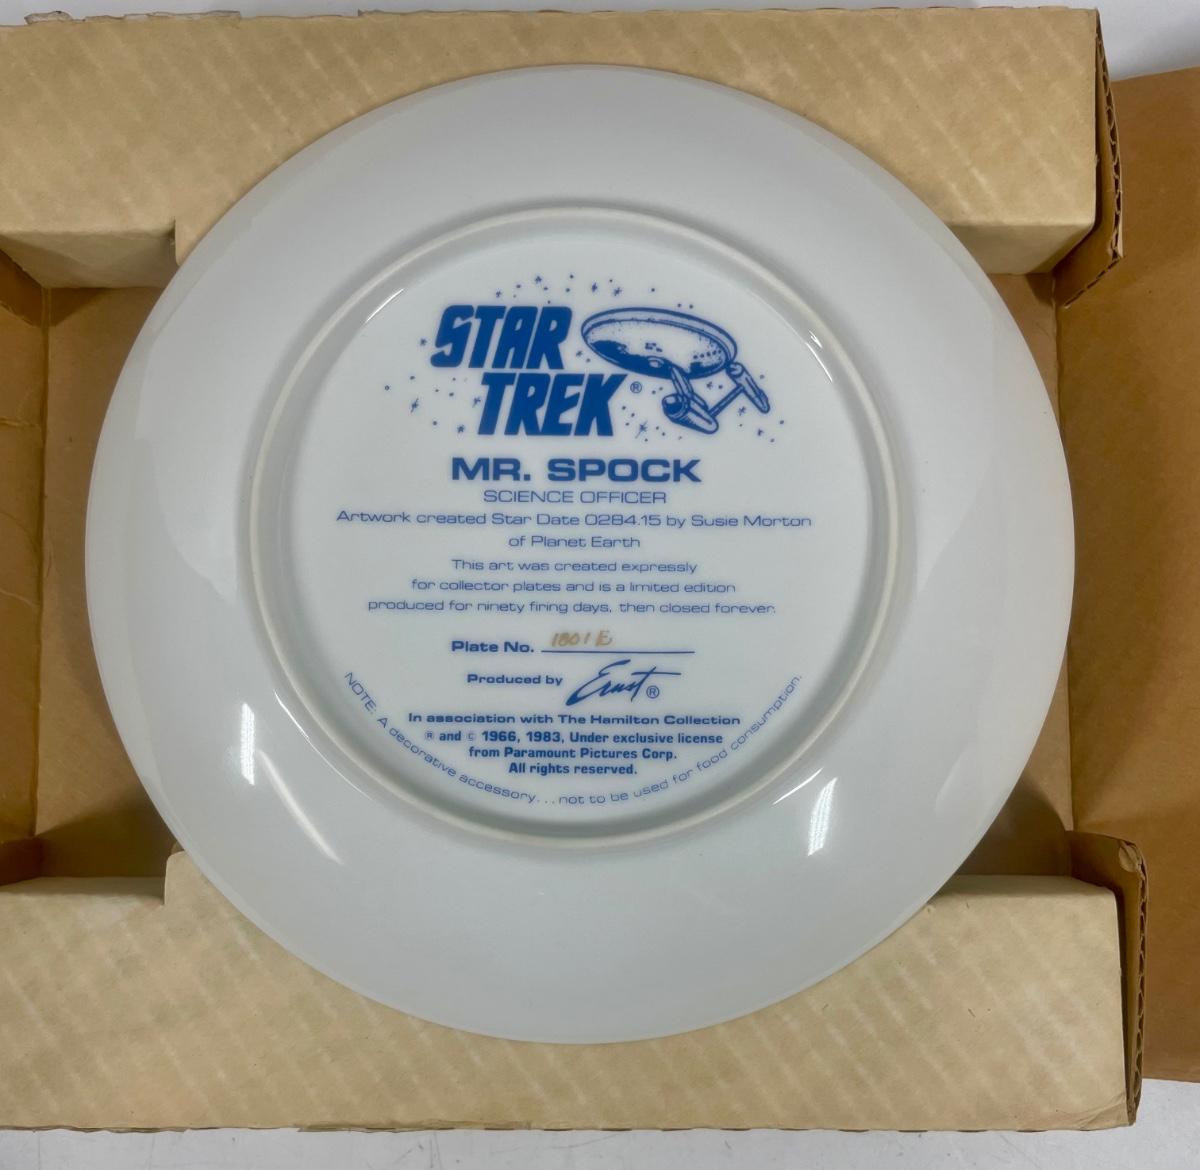 STAR
TREK®
MR. SPOCK
SCIENCE OFFICER
Artwork created Star Date 0284.15 by Susie Morton
of Planet Earth
This art was created expressly
for collector plates and is a limited edition
produced for ninety firing days, then closed forever.
Plate No. 1801 E
Produced by Ernst®
In association with The Hamilton Collection
® and © 1966, 1983, Under exclusive license
from Paramount Pictures Corp.
All rights reserved.
NOTE: A decorative accessory...not to be used for food consumption.